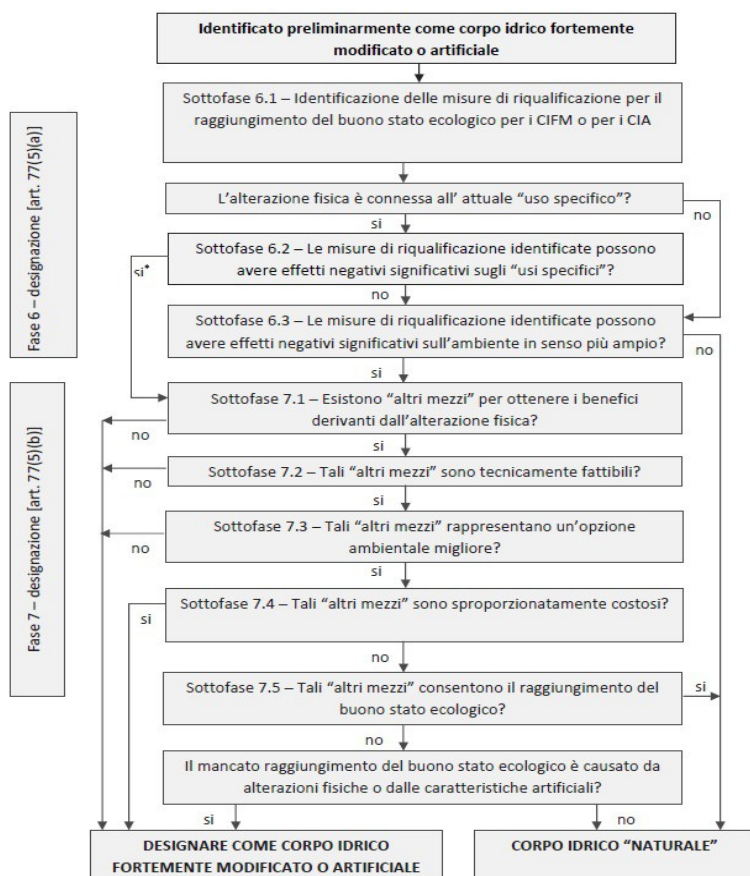 Identificato preliminarmente come corpo idrico fortemente
modificato o artificiale
Sottofase 6.1 – Identificazione delle misure di riqualificazione per il
raggiungimento del buono stato ecologico per i CIFM o per i CIA
Fase 6 – designazione [art. 77(5)(a)]
L'alterazione fisica è connessa all' attuale "uso specifico"?
si
no
Sottofase 6.2 – Le misure di riqualificazione identificate possono
avere effetti negativi significativi sugli "usi specifici"?
si*
no
Sottofase 6.3 – Le misure di riqualificazione identificate possono
avere effetti negativi significativi sull'ambiente in senso più ampio?
no
si
Fase 7 – designazione [art. 77(5)(b)]
Sottofase 7.1 – Esistono "altri mezzi" per ottenere i benefici
derivanti dall'alterazione fisica?
no
si
Sottofase 7.2 – Tali "altri mezzi" sono tecnicamente fattibili?
no
si
Sottofase 7.3 – Tali "altri mezzi" rappresentano un'opzione
ambientale migliore?
no
si
Sottofase 7.4 – Tali "altri mezzi" sono sproporzionatamente costosi?
si
no
Sottofase 7.5 – Tali "altri mezzi" consentono il raggiungimento del
buono stato ecologico?
si
no
Il mancato raggiungimento del buono stato ecologico è causato da
alterazioni fisiche o dalle caratteristiche artificiali?
si
no
DESIGNARE COME CORPO IDRICO
FORTEMENTE MODIFICATO O ARTIFICIALE
CORPO IDRICO "NATURALE"